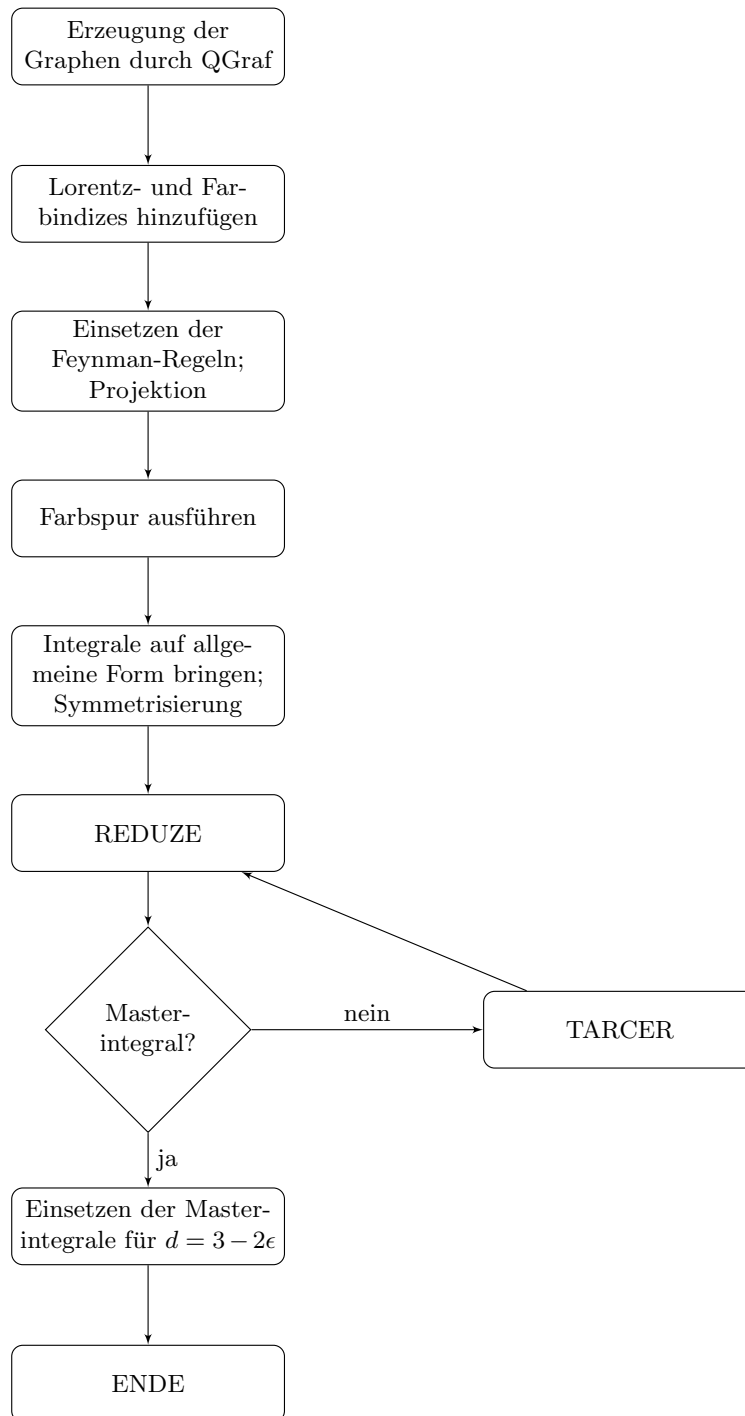 Erzeugung der
Graphen durch QGraf
Lorentz- und Far-
bindizes hinzufügen
Einsetzen der
Feynman-Regeln;
Projektion
Farbspur ausführen
Integrale auf allge-
meine Form bringen;
Symmetrisierung
REDUZE
Master-
integral?
nein
TARCER
ja
Einsetzen der Master-
integrale für d = 3 − 2ϵ
ENDE